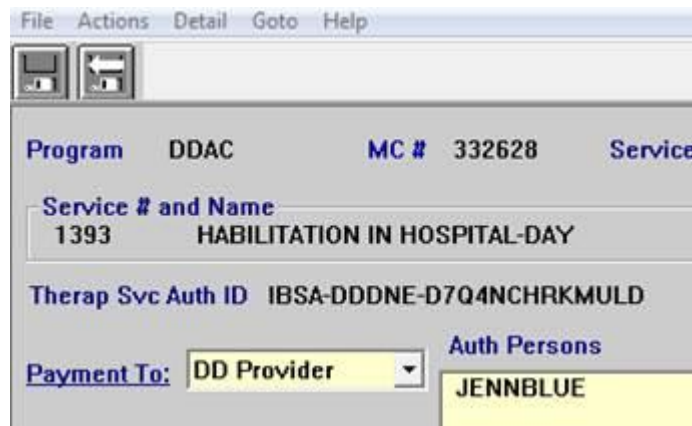 File Actions Detail Goto Help
Program DDAC MC # 332628 Service
Service # and Name
1393 HABILITATION IN HOSPITAL-DAY
Therap Svc Auth ID IBSA-DDDNE-D7Q4NCHRKMULD
Auth Persons
Payment To: DD Provider
JENNBLUE